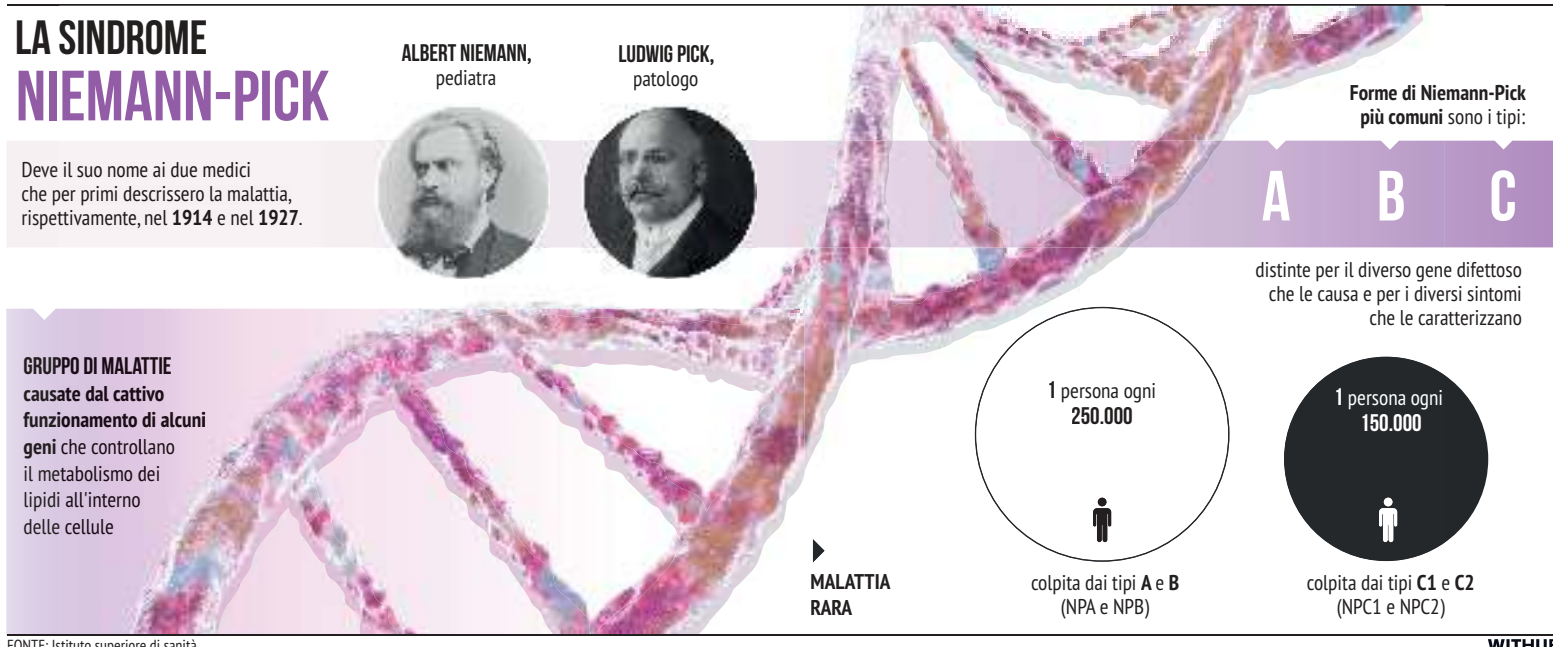 LA SINDROME
NIEMANN-PICK
Deve il suo nome ai due medici
che per primi descrissero la malattia,
rispettivamente, nel 1914 e nel 1927.
ALBERT NIEMANN,
pediatra
LUDWIG PICK,
patologo
Forme di Niemann-Pick
più comuni sono i tipi:
A B C
distinte per il diverso gene difettoso
che le causa e per i diversi sintomi
che le caratterizzano
GRUPPO DI MALATTIE
causate dal cattivo
funzionamento di alcuni
geni che controllano
il metabolismo dei
lipidi all'interno
delle cellule
MALATTIA
RARA
1 persona ogni
250.000
colpita dai tipi A e B
(NPA e NPB)
1 persona ogni
150.000
colpita dai tipi C1 e C2
(NPC1 e NPC2)
FONTE: Istituto superiore di sanità
WITHUB